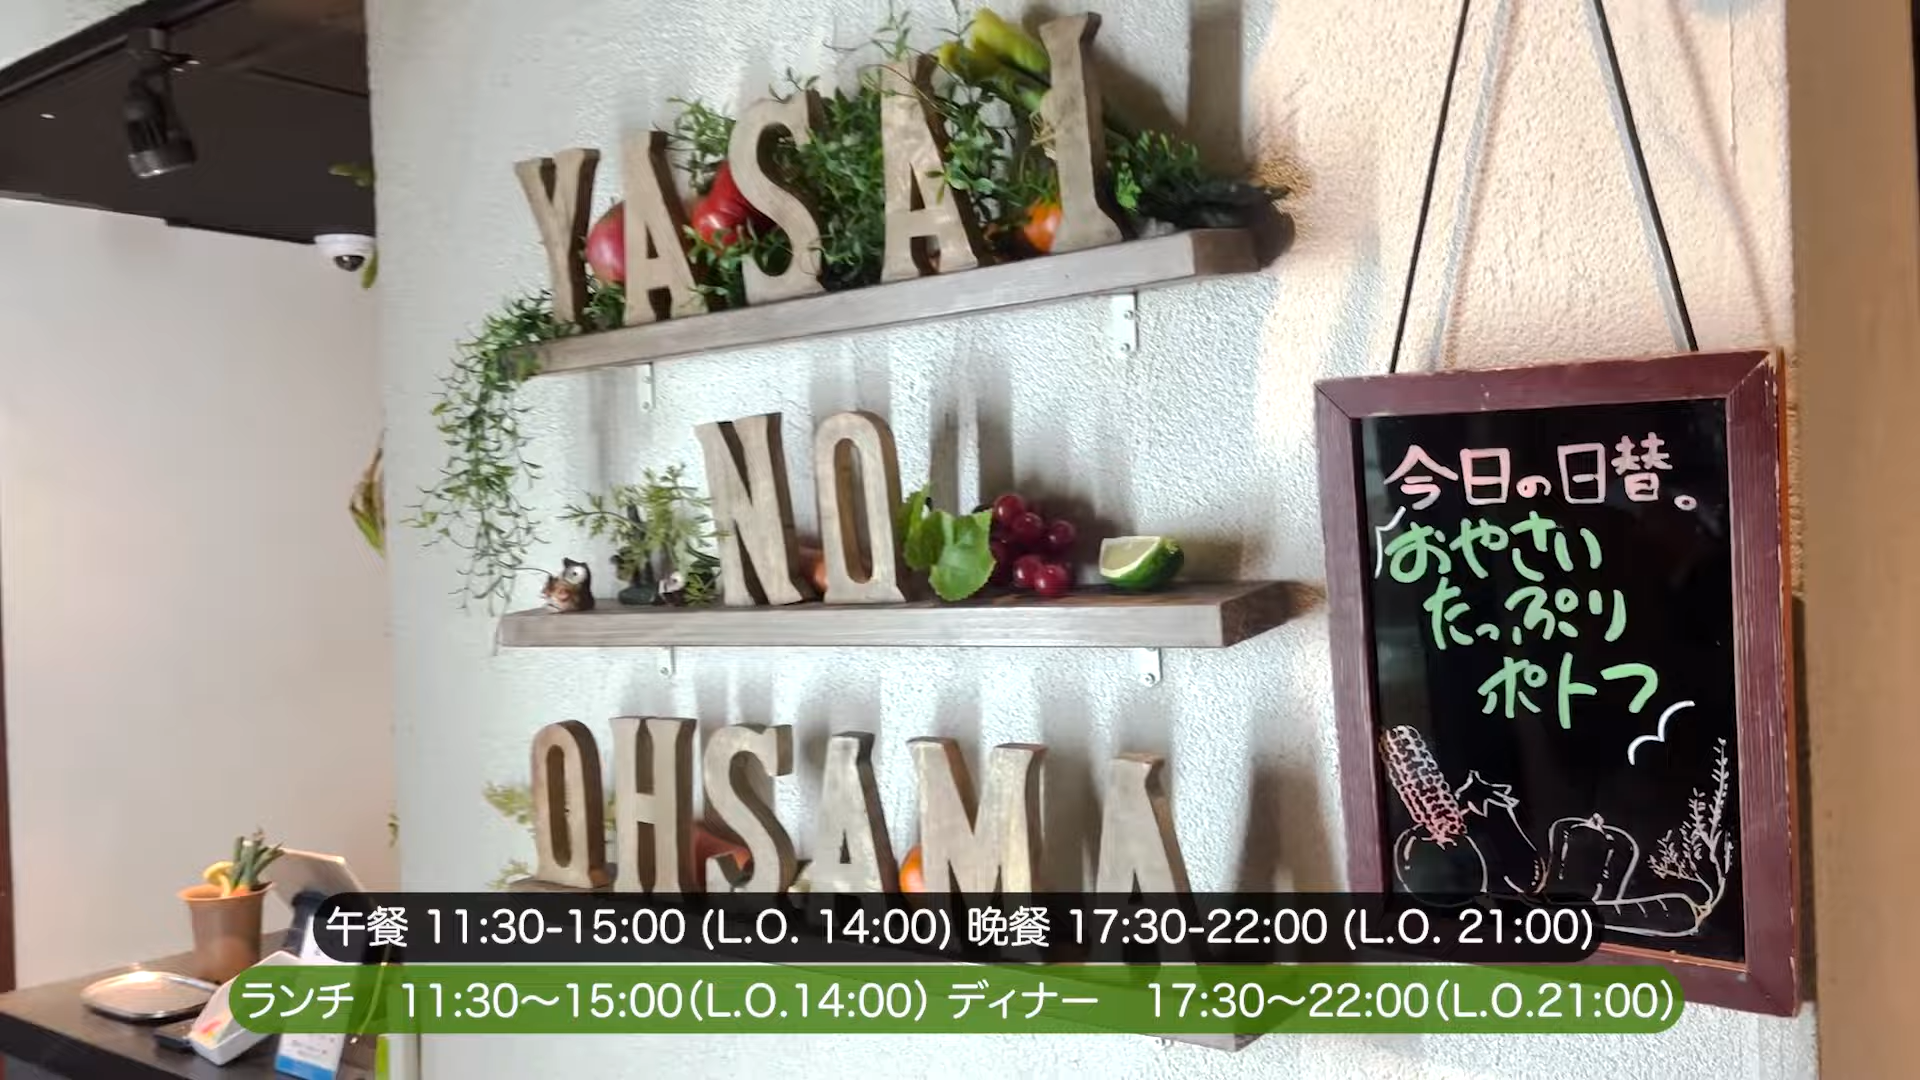 YASAI
NO
OHSAMA
今日の日替。
おやさい
たっぷり
ポトフ
午餐 11:30-15:00 (L.O. 14:00) 晚餐 17:30-22:00 (L.O. 21:00)
ランチ　11:30〜15:00(L.O.14:00) ディナー　17:30〜22:00(L.O.21:00)